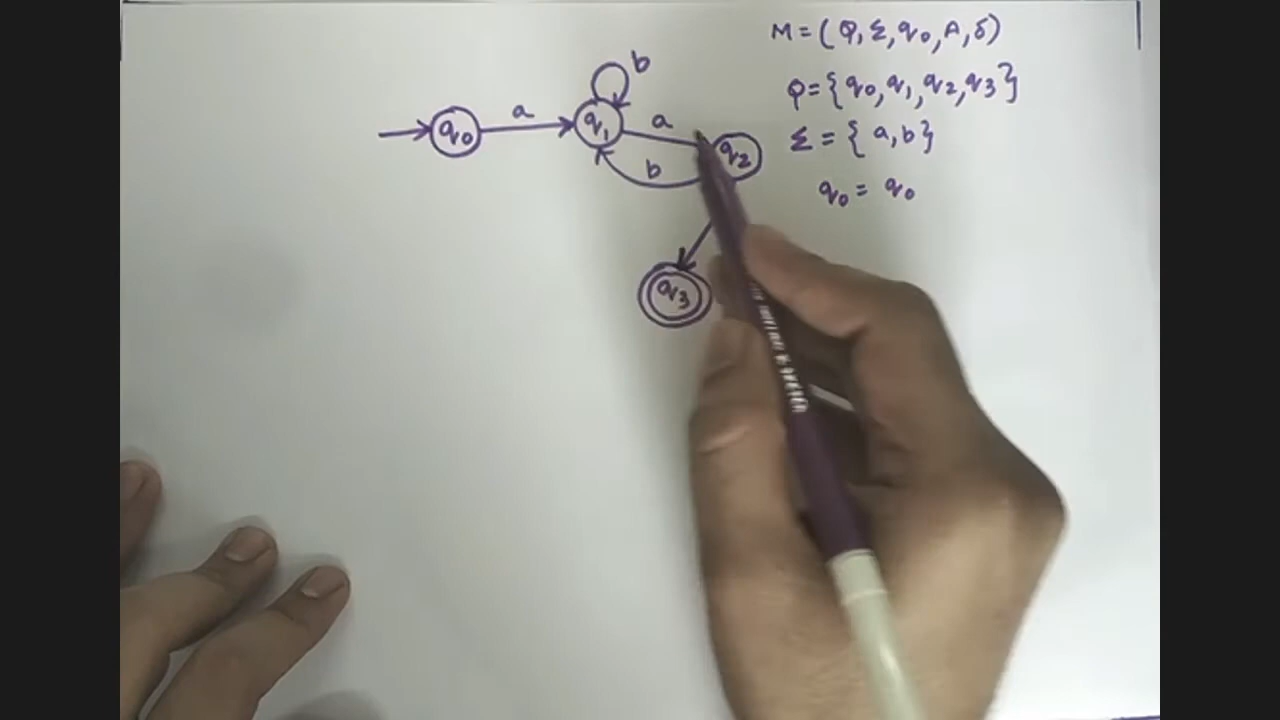 M = (Q, Σ, q0, A, δ)
Q = {q0, q1, q2, q3}
Σ = {a, b}
q0 = q0
b
a
a
q0
q1
q2
b
q3